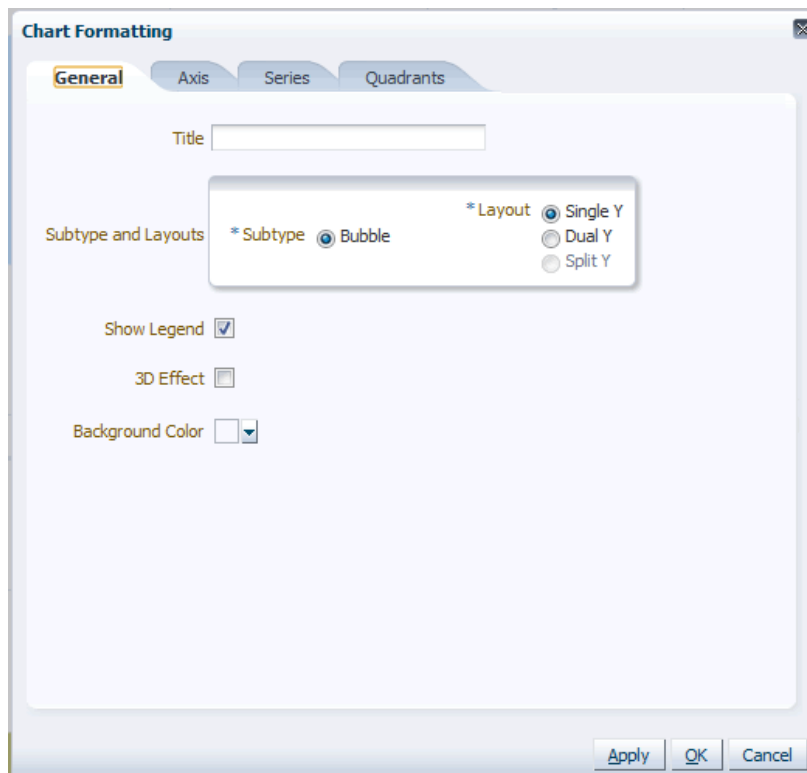 Chart Formatting
General Axis Series Quadrants
Title
Subtype and Layouts * Subtype Bubble * Layout Single Y
Dual Y
Split Y
Show Legend
3D Effect
Background Color
Apply OK Cancel